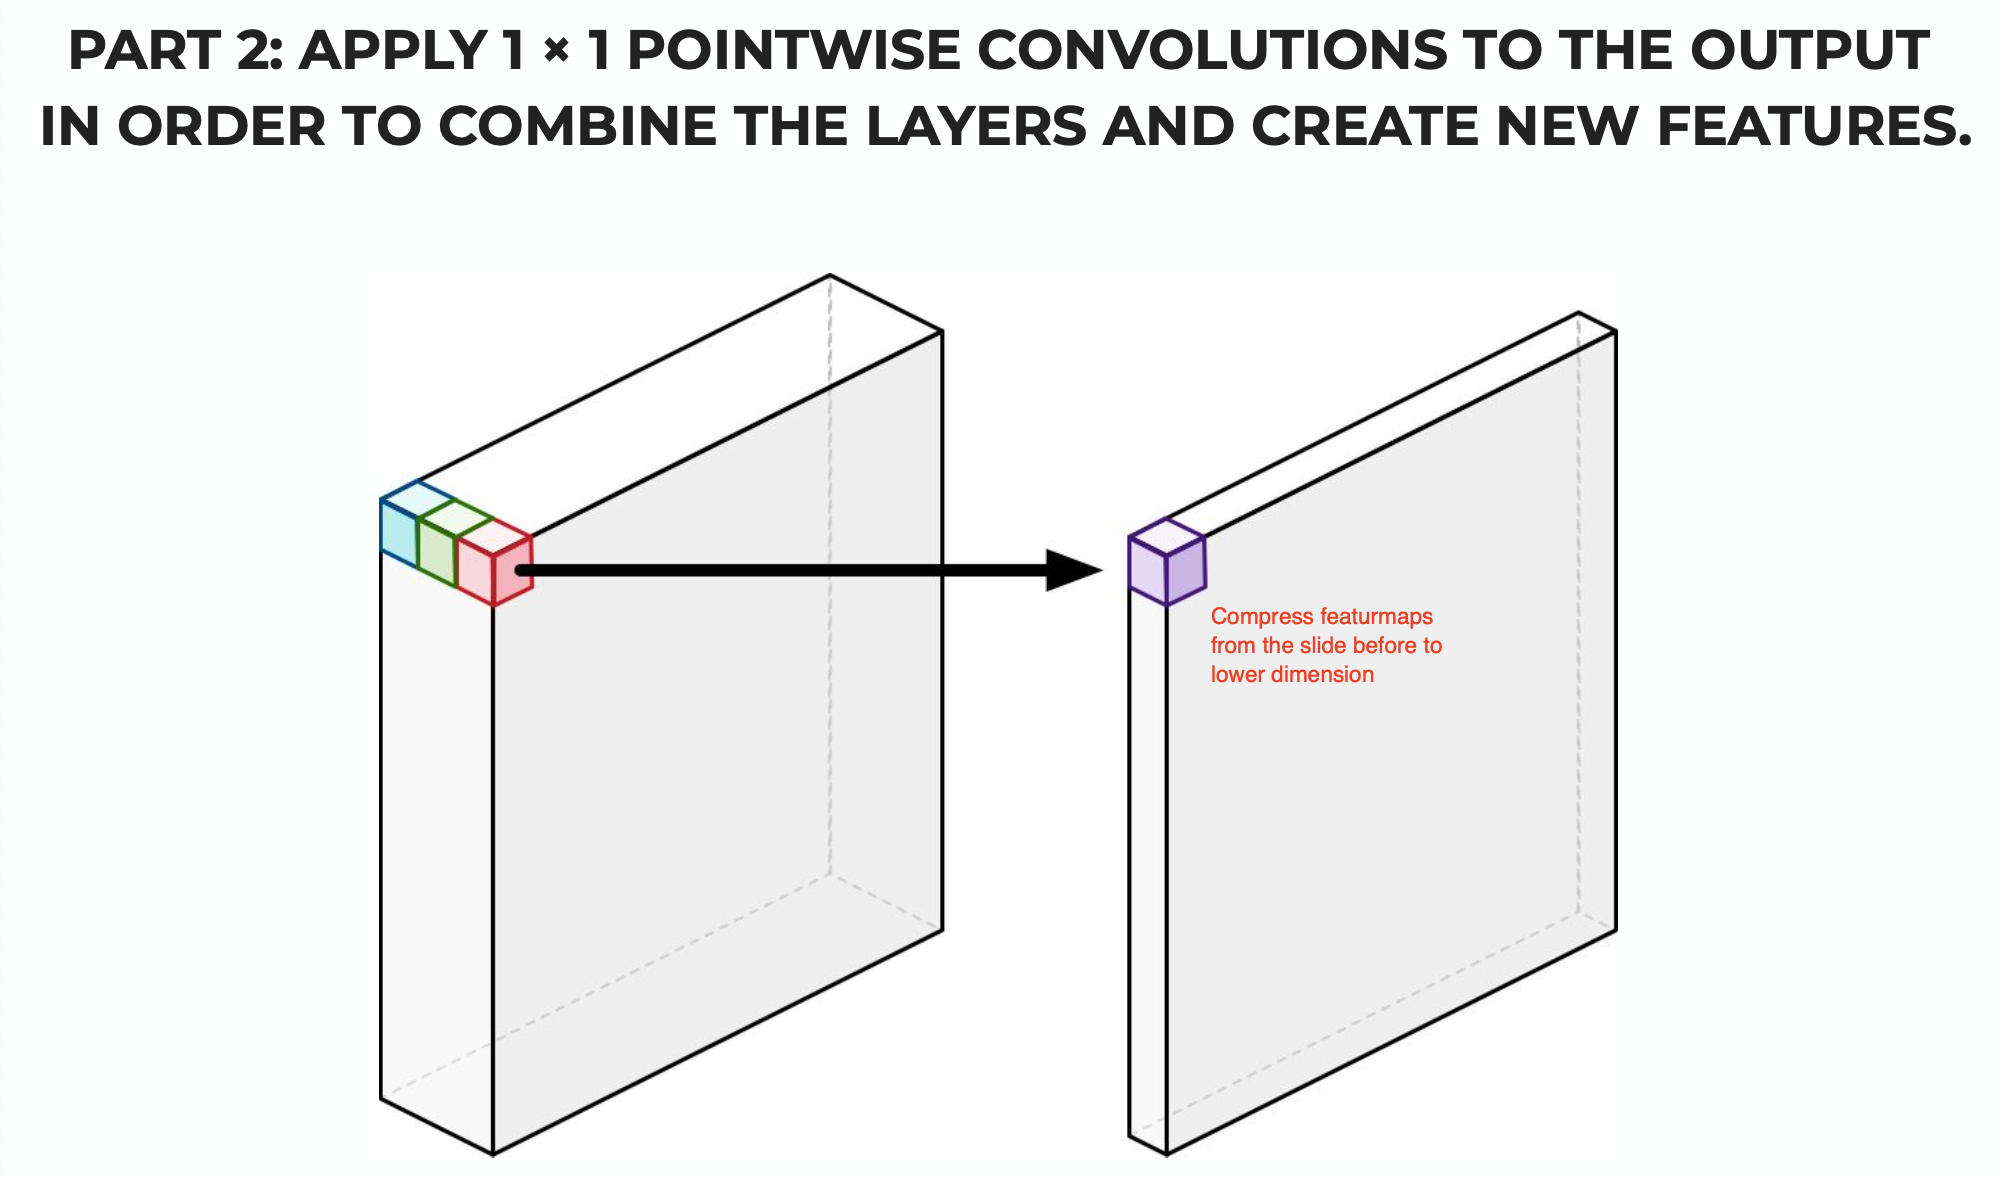 PART 2: APPLY 1 × 1 POINTWISE CONVOLUTIONS TO THE OUTPUT
IN ORDER TO COMBINE THE LAYERS AND CREATE NEW FEATURES.
Compress featurmaps
from the slide before to
lower dimension